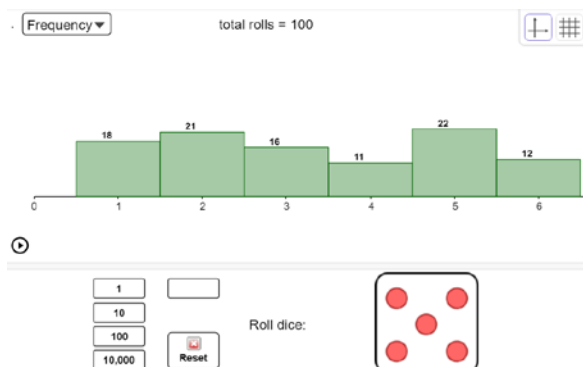 Frequency▼ total rolls = 100
22
21
18
16
12
11
0 1 2 3 4 5 6
1
10
100
Roll dice:
10,000 Reset